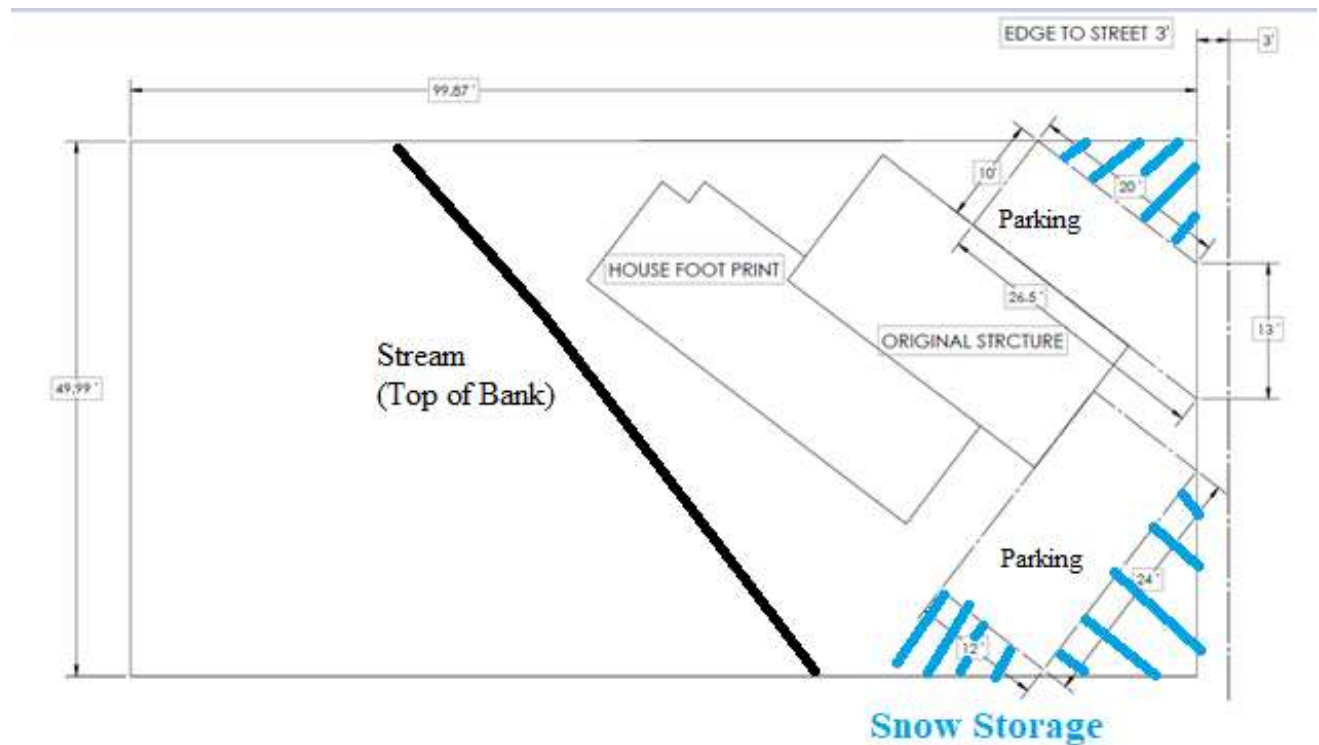 EDGE TO STREET 3'
3'
99.87'
10'
20'
Parking
HOUSE FOOT PRINT
26.5'
13'
ORIGINAL STRCTURE
Stream
(Top of Bank)
49.99'
Parking
24'
12'
Snow Storage